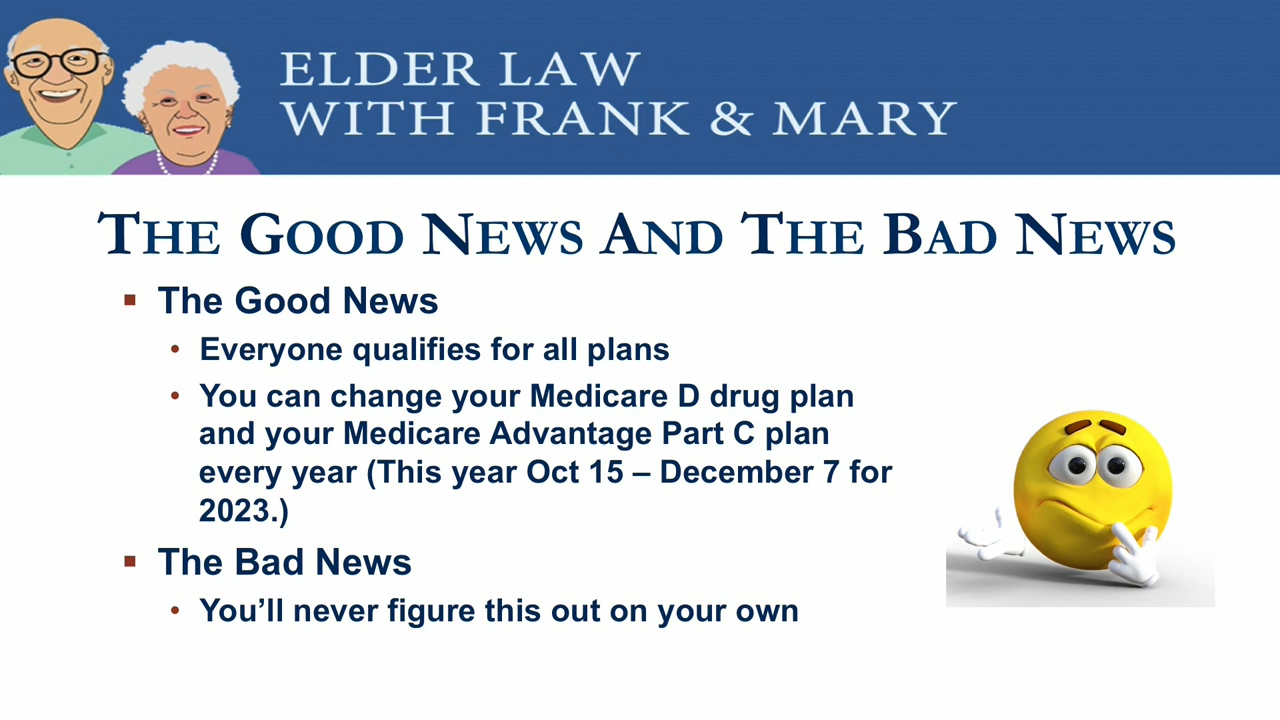 ELDER LAW
WITH FRANK & MARY
THE GOOD NEWS AND THE BAD NEWS
▪ The Good News
• Everyone qualifies for all plans
• You can change your Medicare D drug plan
and your Medicare Advantage Part C plan
every year (This year Oct 15 – December 7 for
2023.)
▪ The Bad News
• You’ll never figure this out on your own